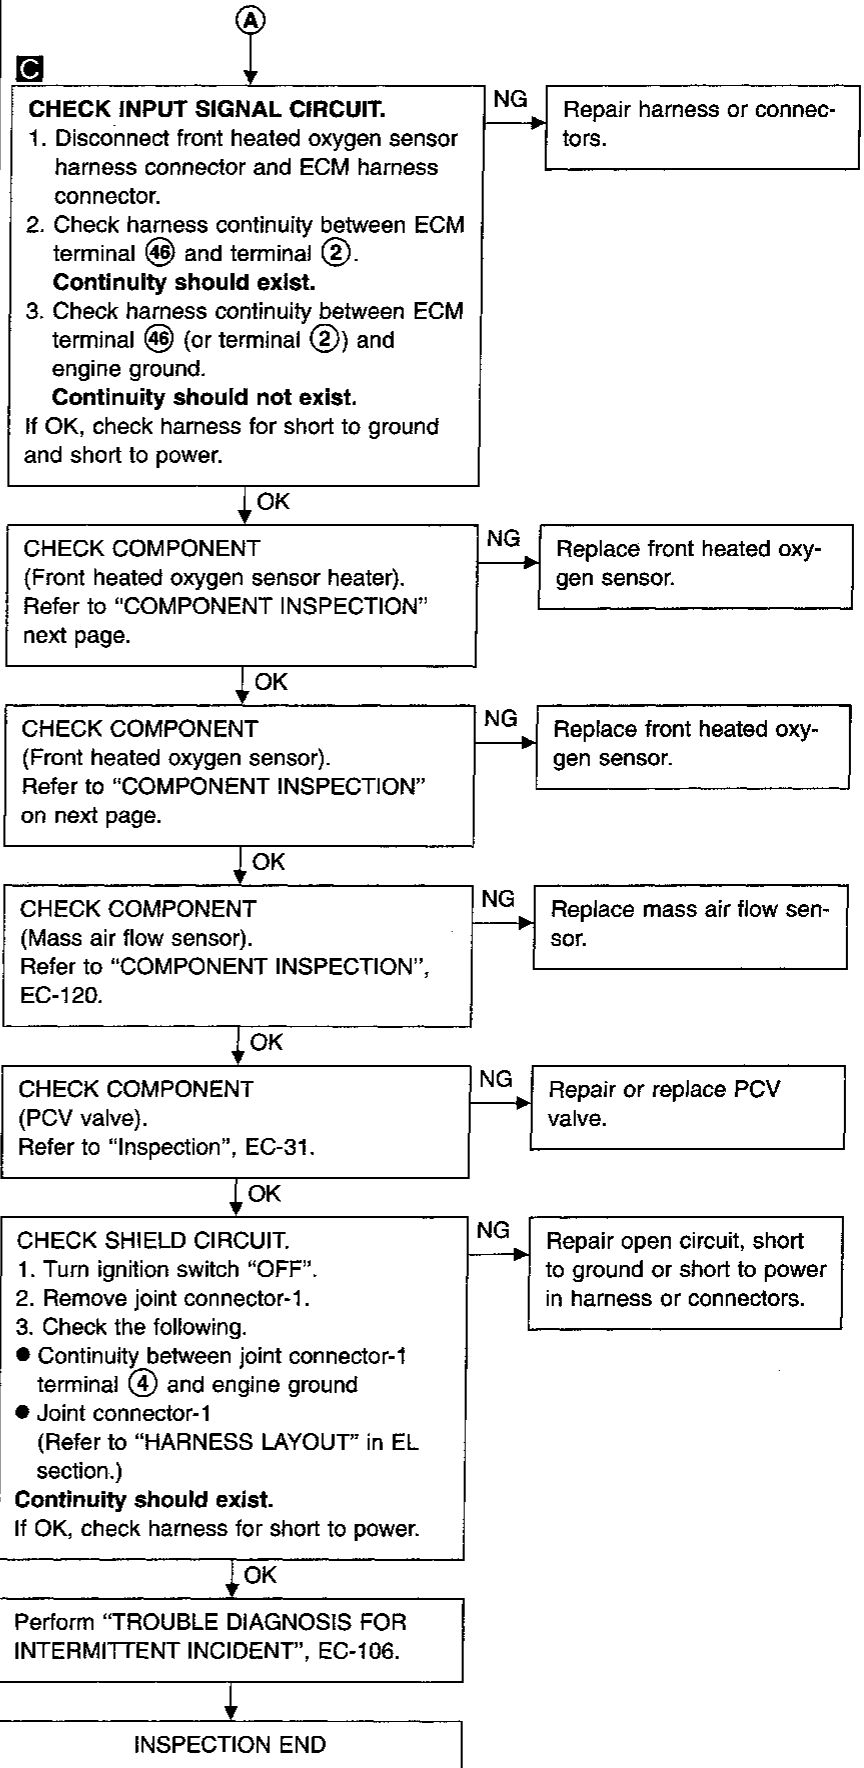 A
C
CHECK INPUT SIGNAL CIRCUIT.
1. Disconnect front heated oxygen sensor
harness connector and ECM harness
connector.
2. Check harness continuity between ECM
terminal 46 and terminal 2.
Continuity should exist.
3. Check harness continuity between ECM
terminal 46 (or terminal 2) and
engine ground.
Continuity should not exist.
If OK, check harness for short to ground
and short to power.
NG
Repair harness or connec-
tors.
OK
CHECK COMPONENT
(Front heated oxygen sensor heater).
Refer to “COMPONENT INSPECTION”
next page.
NG
Replace front heated oxy-
gen sensor.
OK
CHECK COMPONENT
(Front heated oxygen sensor).
Refer to “COMPONENT INSPECTION”
on next page.
NG
Replace front heated oxy-
gen sensor.
OK
CHECK COMPONENT
(Mass air flow sensor).
Refer to “COMPONENT INSPECTION”,
EC-120.
NG
Replace mass air flow sen-
sor.
OK
CHECK COMPONENT
(PCV valve).
Refer to “Inspection”, EC-31.
NG
Repair or replace PCV
valve.
OK
CHECK SHIELD CIRCUIT.
1. Turn ignition switch “OFF”.
2. Remove joint connector-1.
3. Check the following.
● Continuity between joint connector-1
terminal 4 and engine ground
● Joint connector-1
(Refer to “HARNESS LAYOUT” in EL
section.)
Continuity should exist.
If OK, check harness for short to power.
NG
Repair open circuit, short
to ground or short to power
in harness or connectors.
OK
Perform “TROUBLE DIAGNOSIS FOR
INTERMITTENT INCIDENT”, EC-106.
INSPECTION END